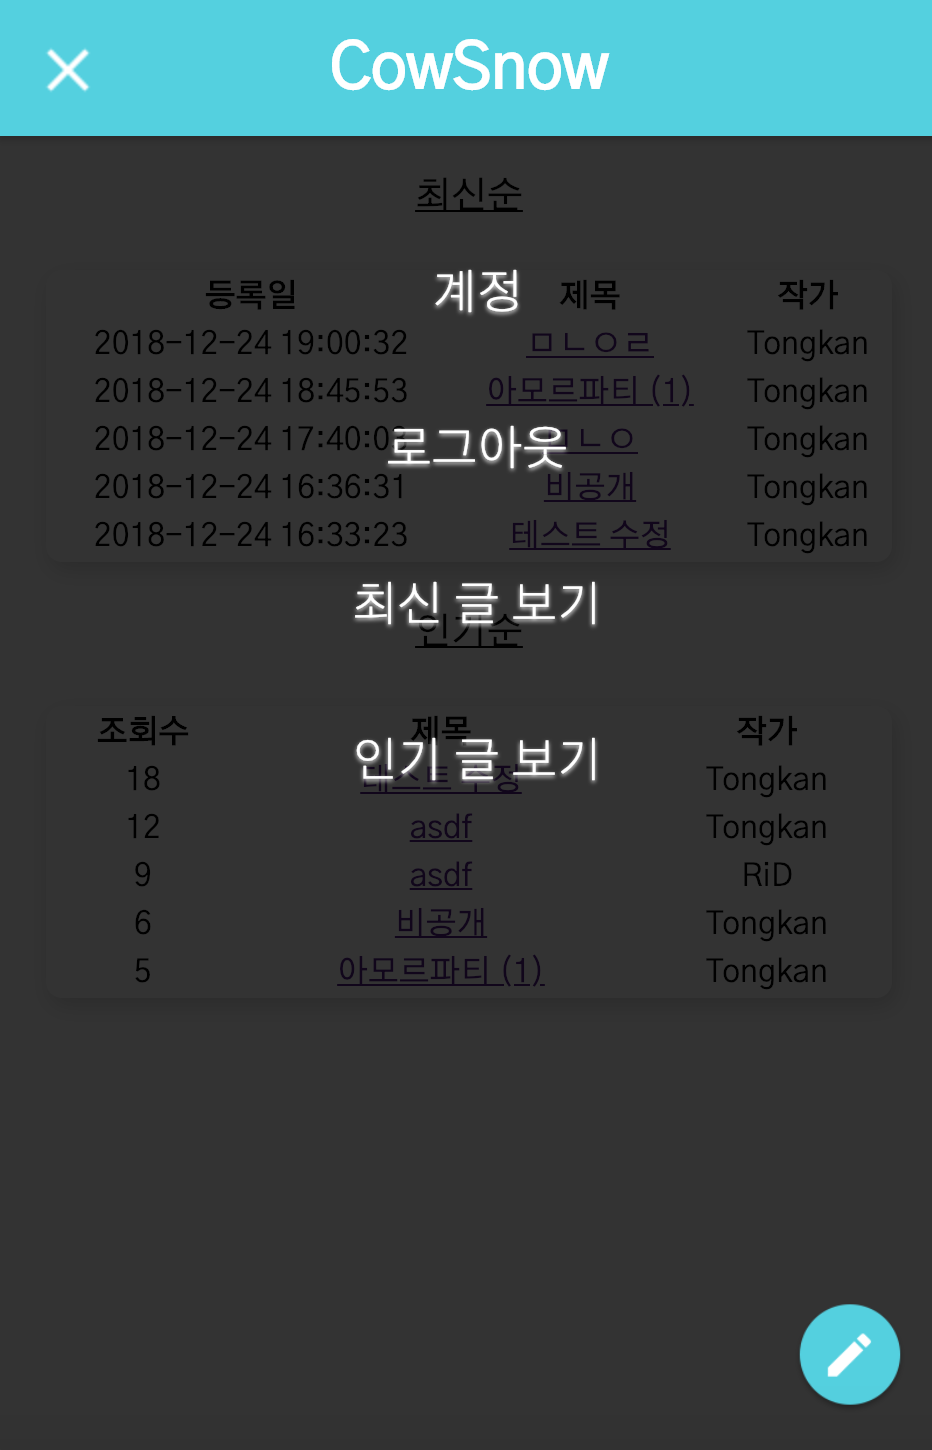 CowSnow
최신순
계정
등록일 제목 작가
2018-12-24 19:00:32 ㅁㄴㅇㄹ Tongkan
2018-12-24 18:45:53 아모르파티 (1) Tongkan
로그아웃
2018-12-24 17:40:0 ㅁㄴㅇ Tongkan
2018-12-24 16:36:31 비공개 Tongkan
2018-12-24 16:33:23 테스트 수정 Tongkan
최신 글 보기
인기순
조회수 제목 작가
인기 글 보기
18 테스트 수정 Tongkan
12 asdf Tongkan
9 asdf RiD
6 비공개 Tongkan
5 아모르파티 (1) Tongkan